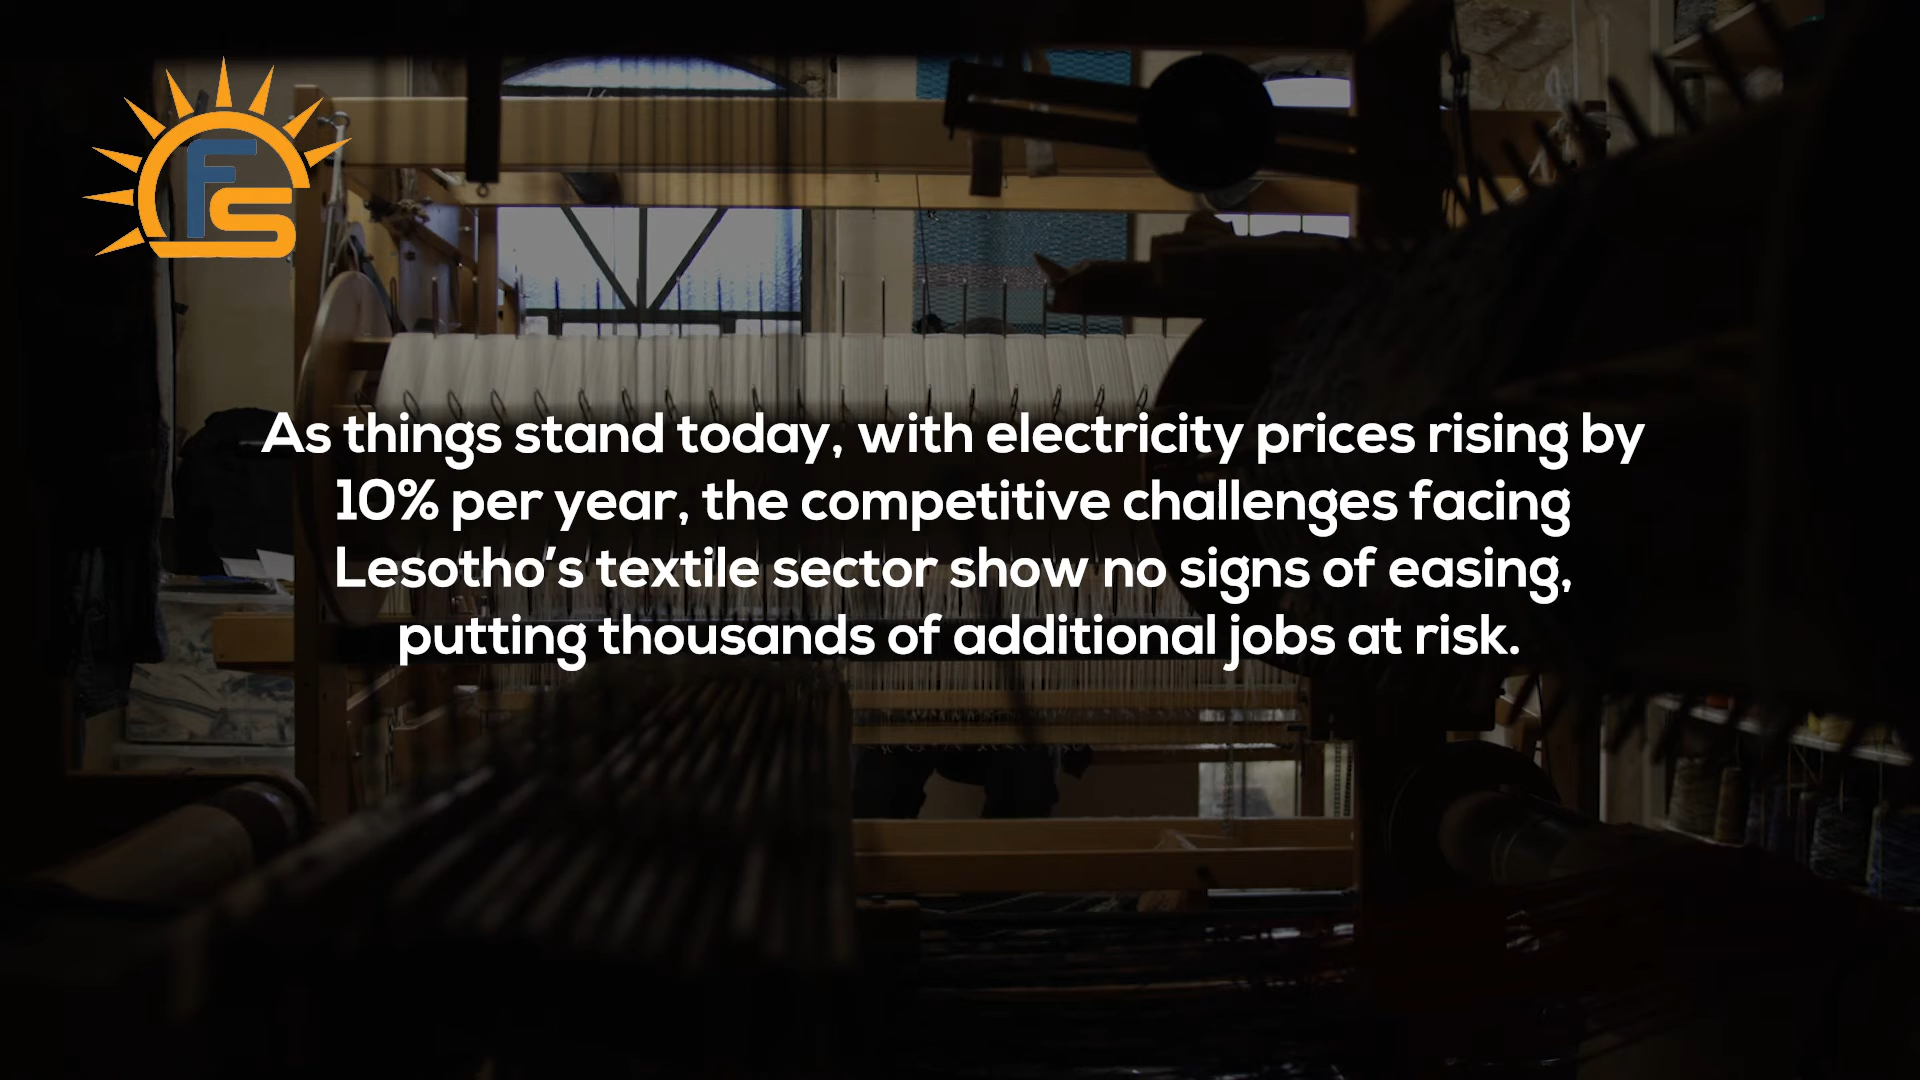 FS
As things stand today, with electricity prices rising by
10% per year, the competitive challenges facing
Lesotho’s textile sector show no signs of easing,
putting thousands of additional jobs at risk.